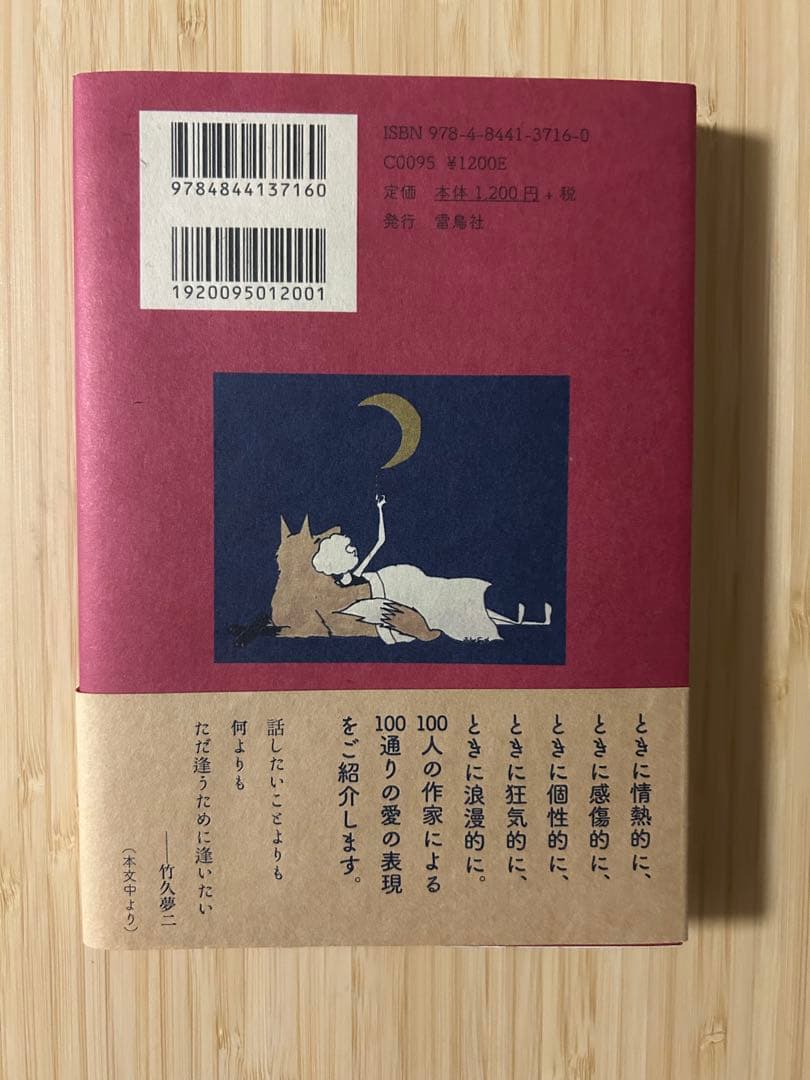 9784844137160
1920095012001
ISBN 978-4-8441-3716-0
C0095 ¥1200E
定価 本体1,200円+税
発行 雷鳥社
ときに情熱的に、
ときに感傷的に、
ときに個性的に、
ときに狂気的に、
ときに浪漫的に。
100人の作家による
100通りの愛の表現
をご紹介します。
話したいことよりも
何よりも
ただ逢うために逢いたい
――竹久夢二
(本文中より)